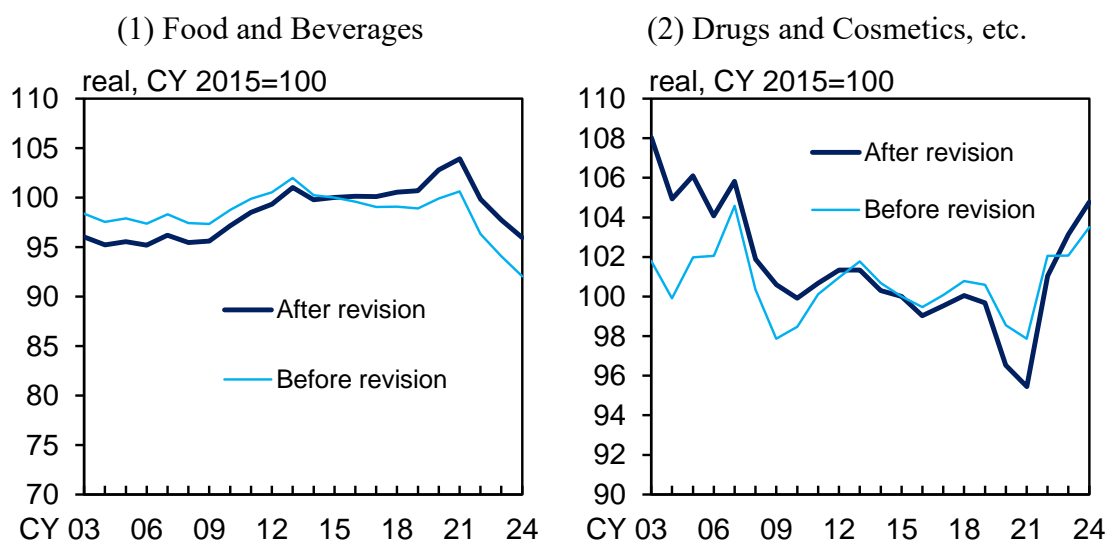 (1) Food and Beverages
real, CY 2015=100
110
105
100
95
90
85
80
75
70
After revision
Before revision
CY 03 06 09 12 15 18 21 24
(2) Drugs and Cosmetics, etc.
real, CY 2015=100
110
108
106
104
102
100
98
96
94
92
90
After revision
Before revision
CY 03 06 09 12 15 18 21 24